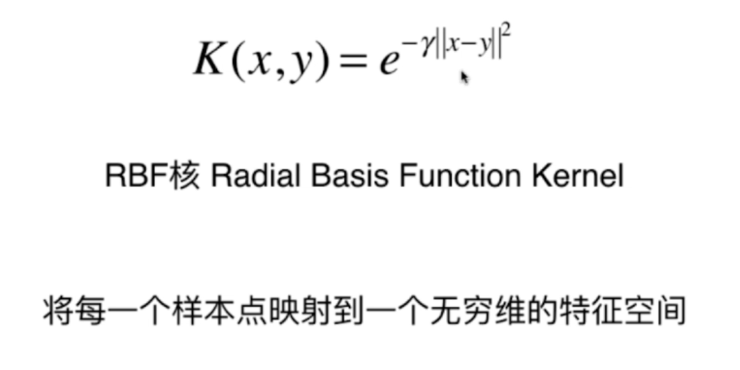 K(x,y) = e^{-γ||x-y||^2}
RBF核 Radial Basis Function Kernel
将每一个样本点映射到一个无穷维的特征空间